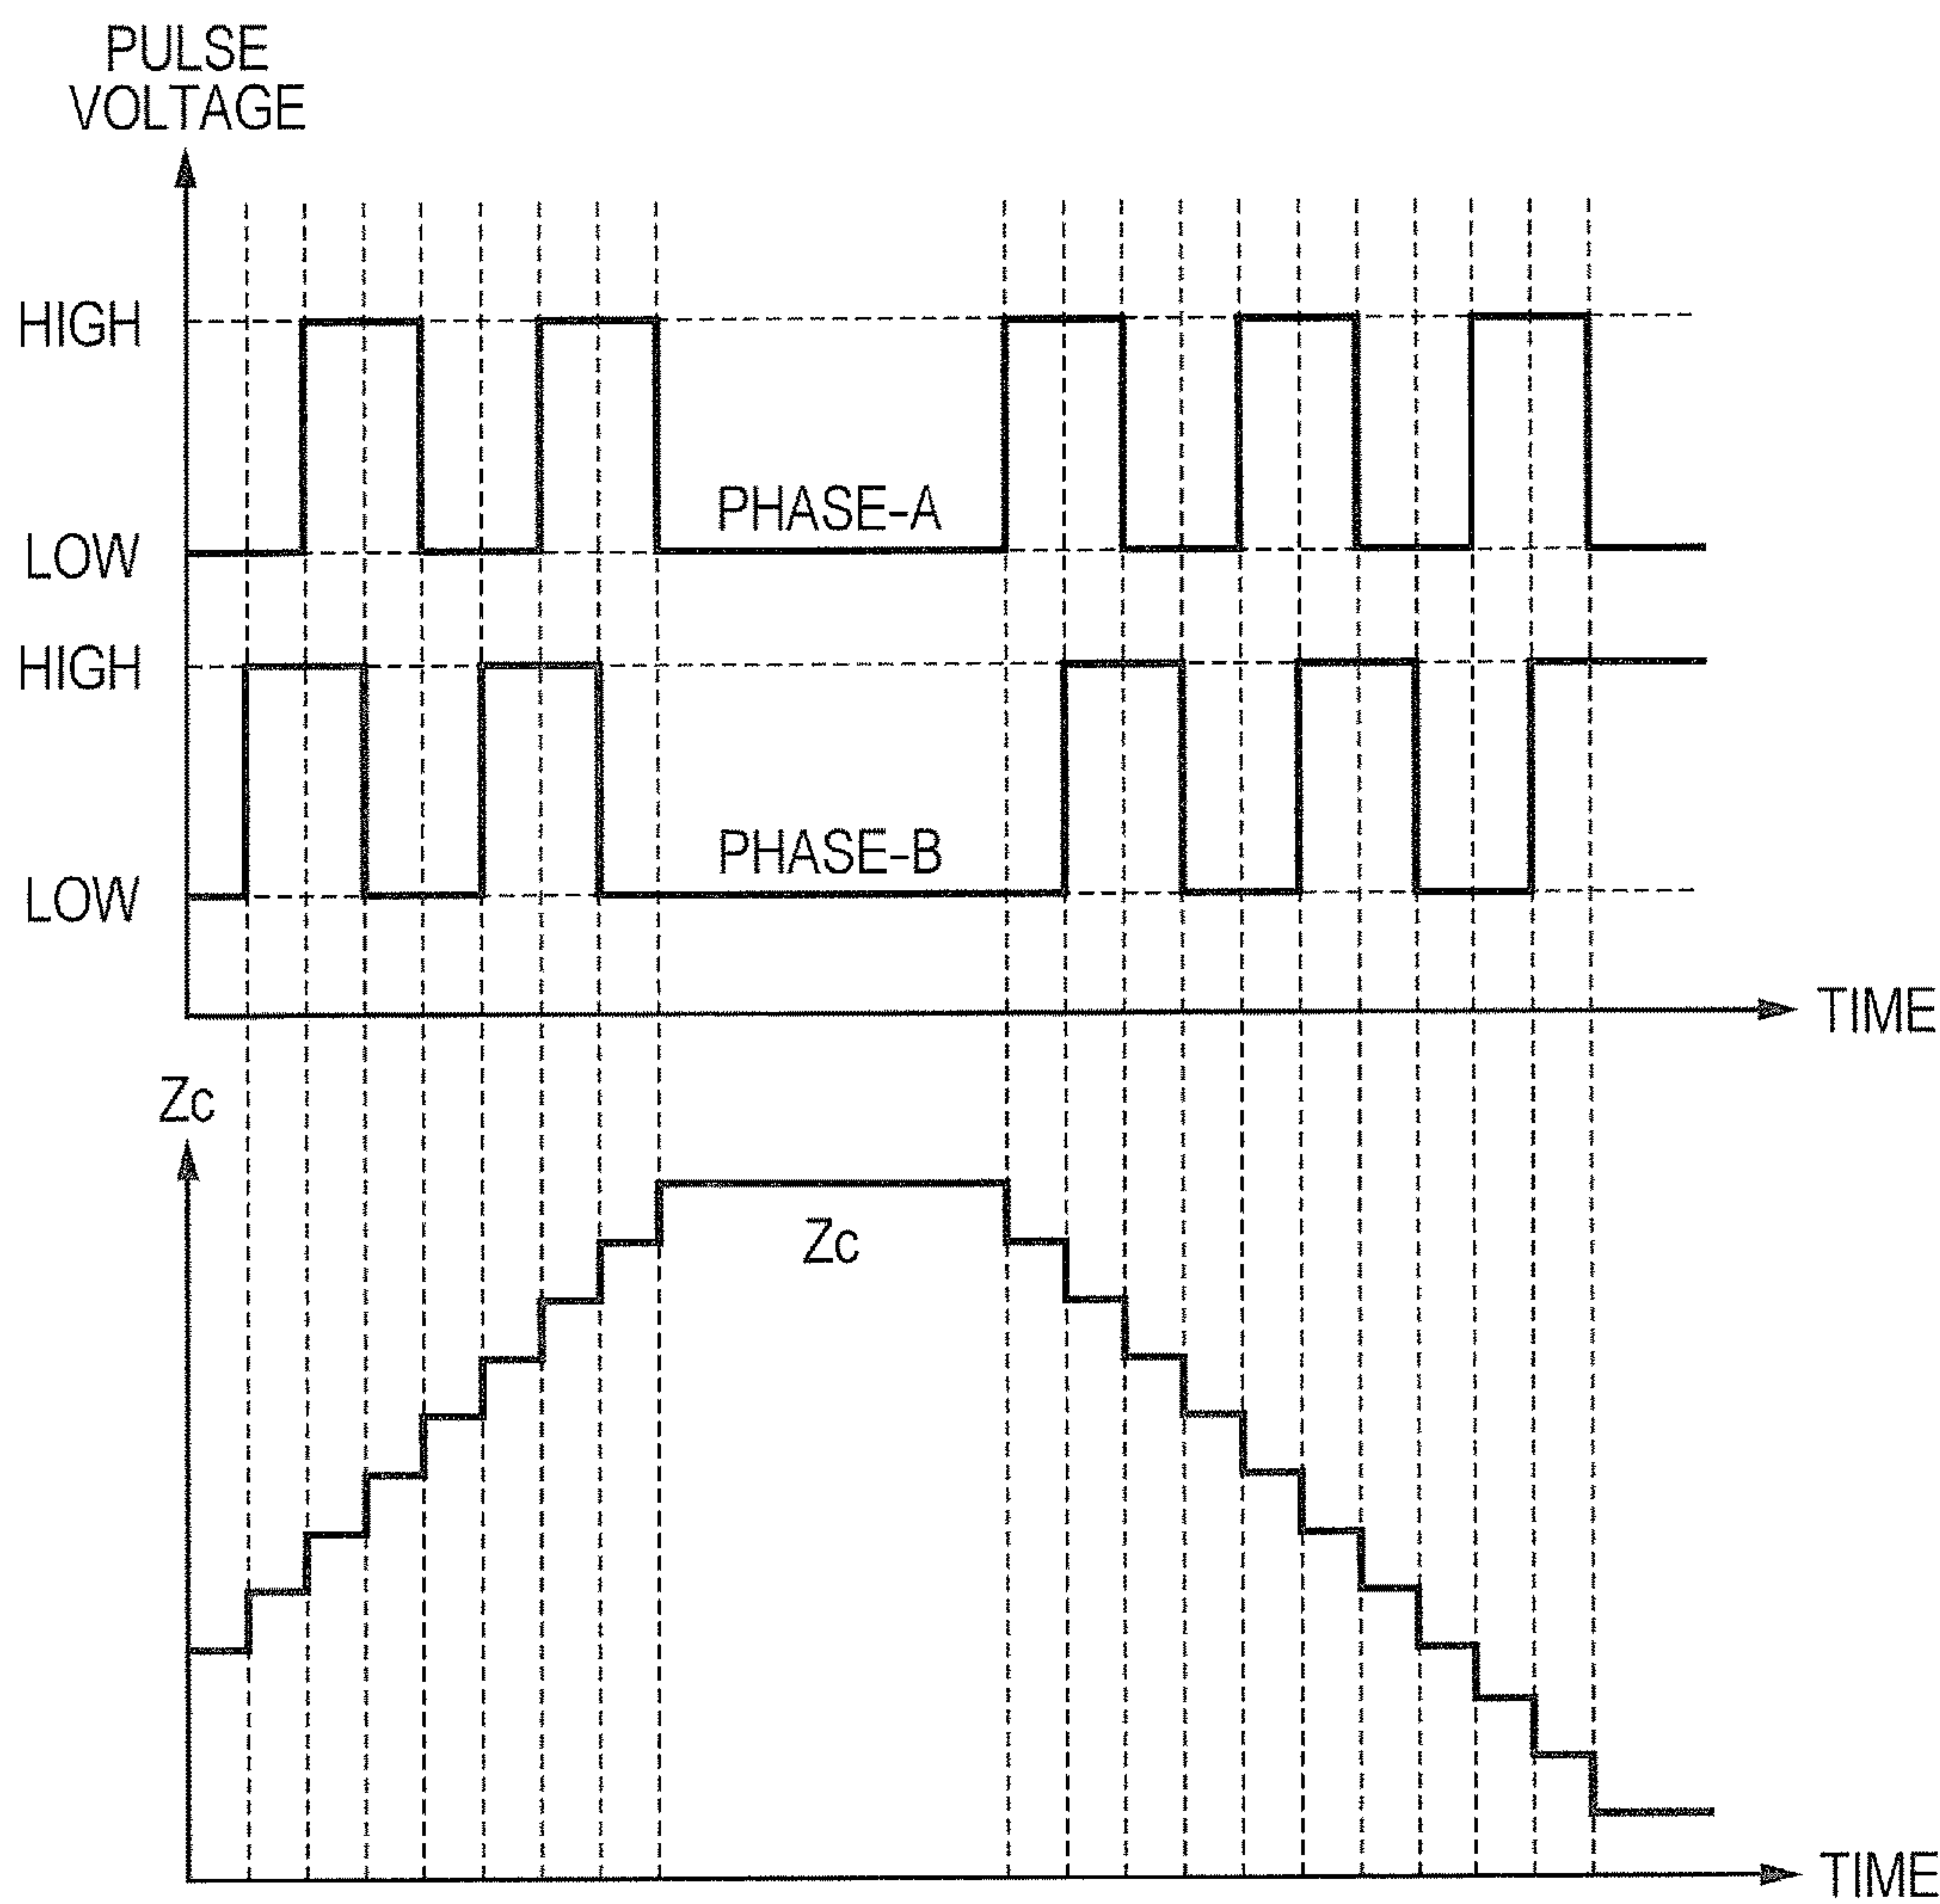 PULSE
VOLTAGE
HIGH
LOW
PHASE-A
HIGH
LOW
PHASE-B
TIME
Zc
Zc
TIME